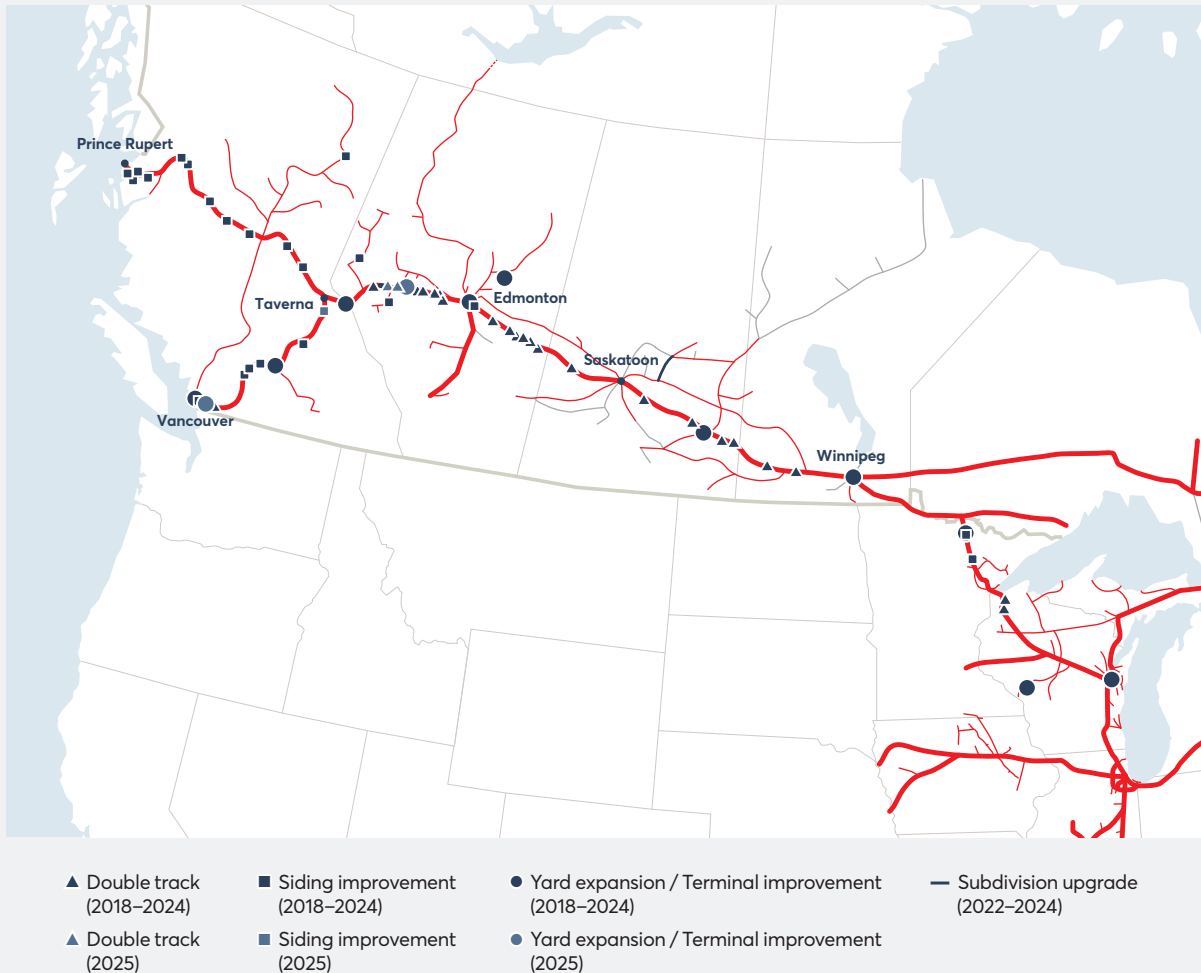 Prince Rupert
Taverna
Edmonton
Saskatoon
Vancouver
Winnipeg
Double track
(2018–2024)
Siding improvement
(2018–2024)
Yard expansion / Terminal improvement
(2018–2024)
Subdivision upgrade
(2022–2024)
Double track
(2025)
Siding improvement
(2025)
Yard expansion / Terminal improvement
(2025)